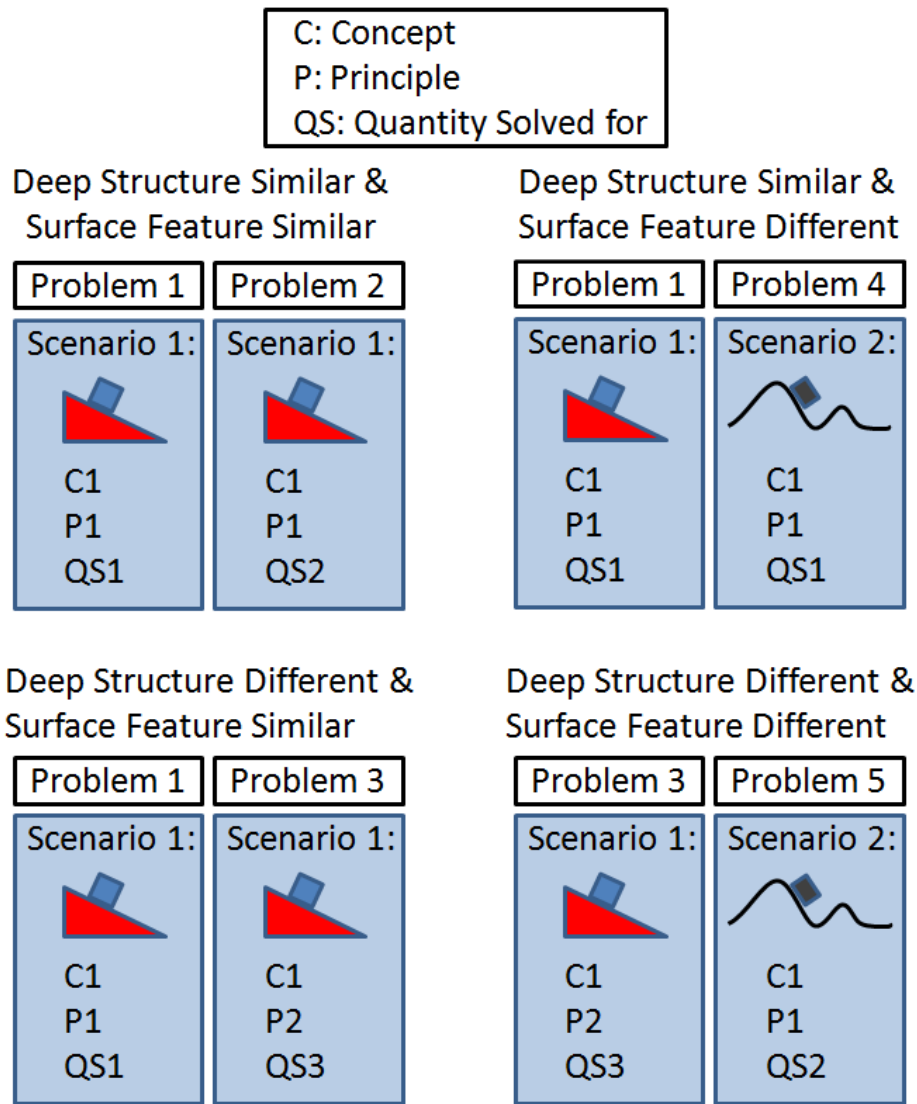 C: Concept
P: Principle
QS: Quantity Solved for
Deep Structure Similar &
Surface Feature Similar
Problem 1
Problem 2
Scenario 1:
C1
P1
QS1
Scenario 1:
C1
P1
QS2
Deep Structure Similar &
Surface Feature Different
Problem 1
Problem 4
Scenario 1:
C1
P1
QS1
Scenario 2:
C1
P1
QS1
Deep Structure Different &
Surface Feature Similar
Problem 1
Problem 3
Scenario 1:
C1
P1
QS1
Scenario 1:
C1
P2
QS3
Deep Structure Different &
Surface Feature Different
Problem 3
Problem 5
Scenario 1:
C1
P2
QS3
Scenario 2:
C1
P1
QS2